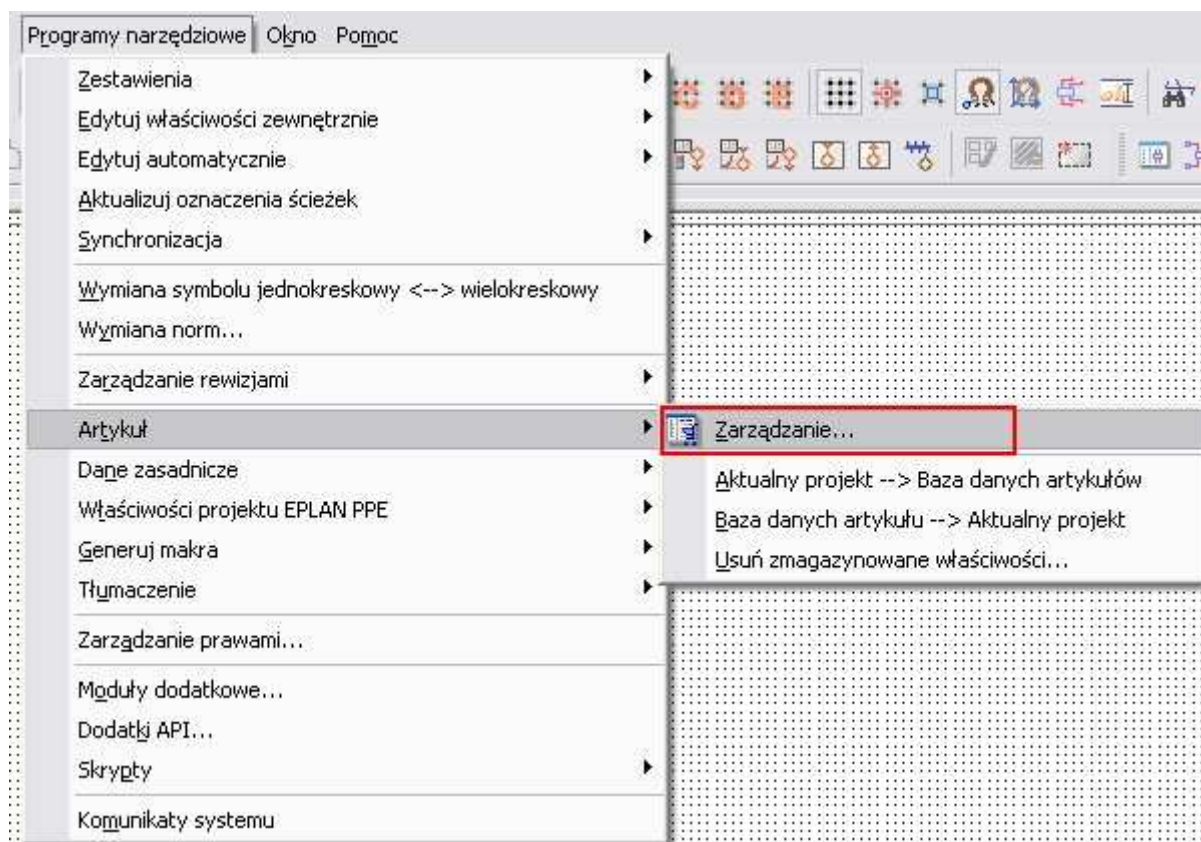 Programy narzędziowe Okno Pomoc
Zestawienia
Edytuj właściwości zewnętrznie
Edytuj automatycznie
Aktualizuj oznaczenia ścieżek
Synchronizacja
Wymiana symbolu jednokreskowy <--> wielokreskowy
Wymiana norm...
Zarządzanie rewizjami
Artykuł
Zarządzanie...
Aktualny projekt --> Baza danych artykułów
Baza danych artykułu --> Aktualny projekt
Usuń zmagazynowane właściwości...
Dane zasadnicze
Właściwości projektu EPLAN PPE
Generuj makra
Tłumaczenie
Zarządzanie prawami...
Moduły dodatkowe...
Dodatki API...
Skrypty
Komunikaty systemu